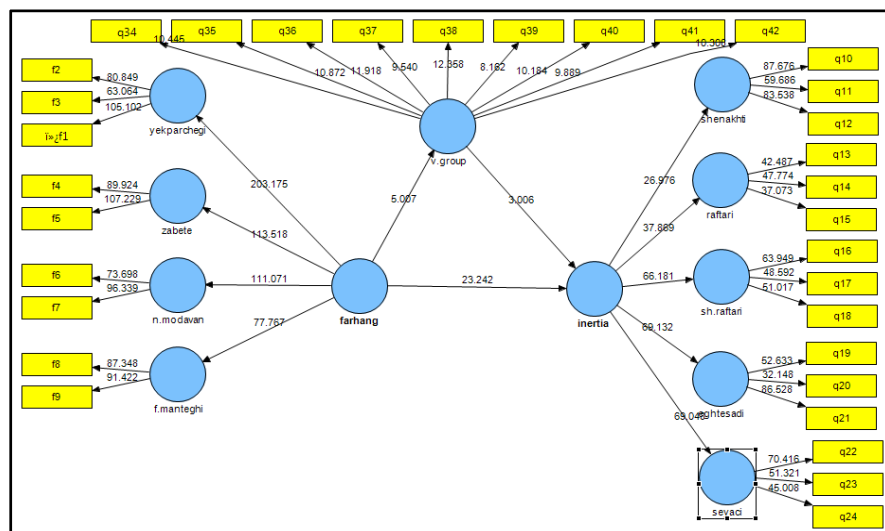 q34
q35
q36
q37
q38
q39
q40
q41
q42
10.445
10.872
11.918
9.540
12.358
8.162
10.184
9.889
10.306
f2
f3
ï»¿f1
80.849
63.064
105.102
yekparchegi
f4
f5
89.924
107.229
zabete
f6
f7
73.698
96.339
n.modavan
f8
f9
87.348
91.422
f.manteghi
203.175
113.518
111.071
77.767
farhang
5.007
v.group
3.006
23.242
inertia
26.976
37.889
66.181
69.132
shenakhti
87.676
59.686
83.538
q10
q11
q12
raftari
42.487
47.774
37.073
q13
q14
q15
sh.raftari
63.949
48.592
51.017
q16
q17
q18
eghtesadi
52.633
32.148
86.528
q19
q20
q21
seyaci
70.416
51.321
45.008
q22
q23
q24